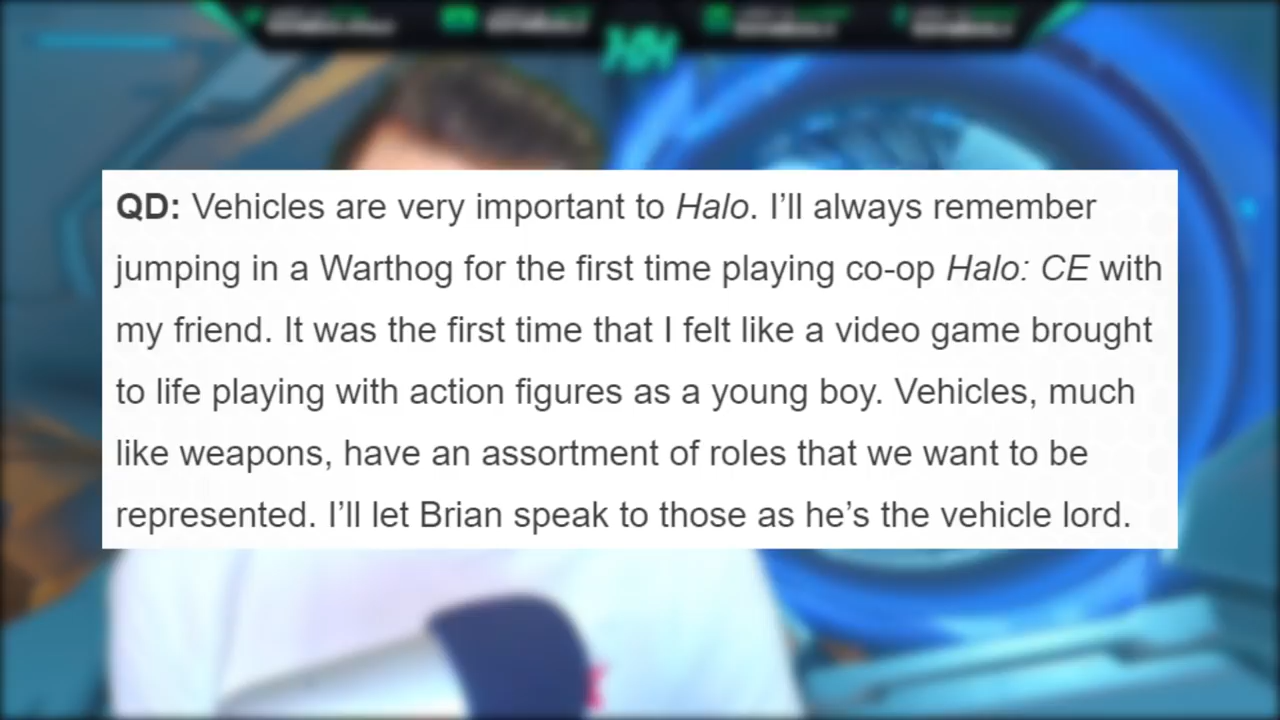 HH
QD: Vehicles are very important to Halo. I’ll always remember
jumping in a Warthog for the first time playing co-op Halo: CE with
my friend. It was the first time that I felt like a video game brought
to life playing with action figures as a young boy. Vehicles, much
like weapons, have an assortment of roles that we want to be
represented. I’ll let Brian speak to those as he’s the vehicle lord.